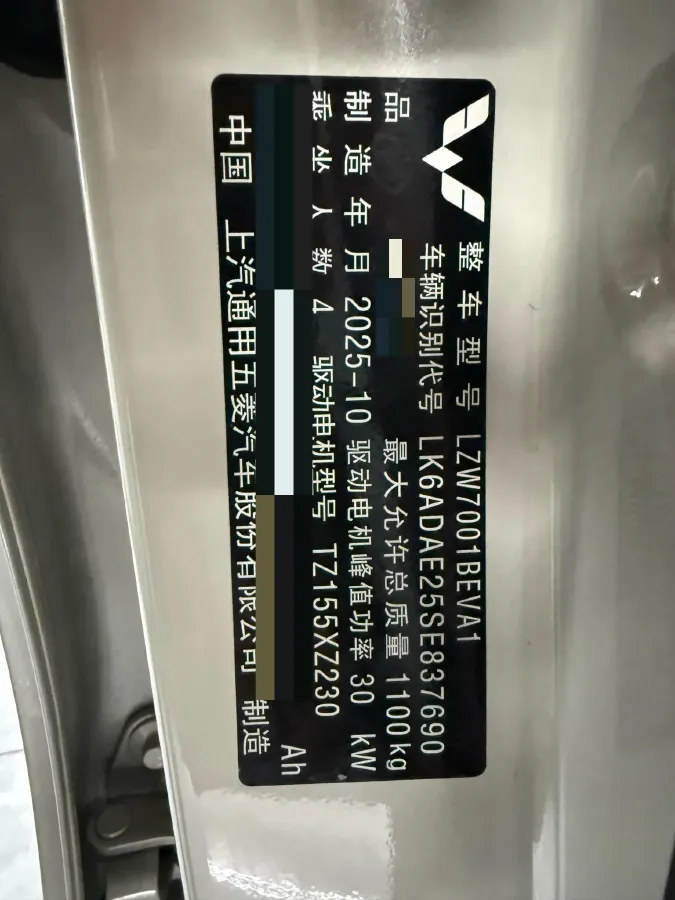 整车型号 LZW7001BEVA1
车辆识别代号 LK6ADAE25SE837690
品 最大允许总质量 1100kg
制造年月 2025-10 驱动电机峰值功率 30 kW
乘坐人数 4 驱动电机型号 TZ155XZ230
Ah
中国 上汽通用五菱汽车股份有限公司 制造